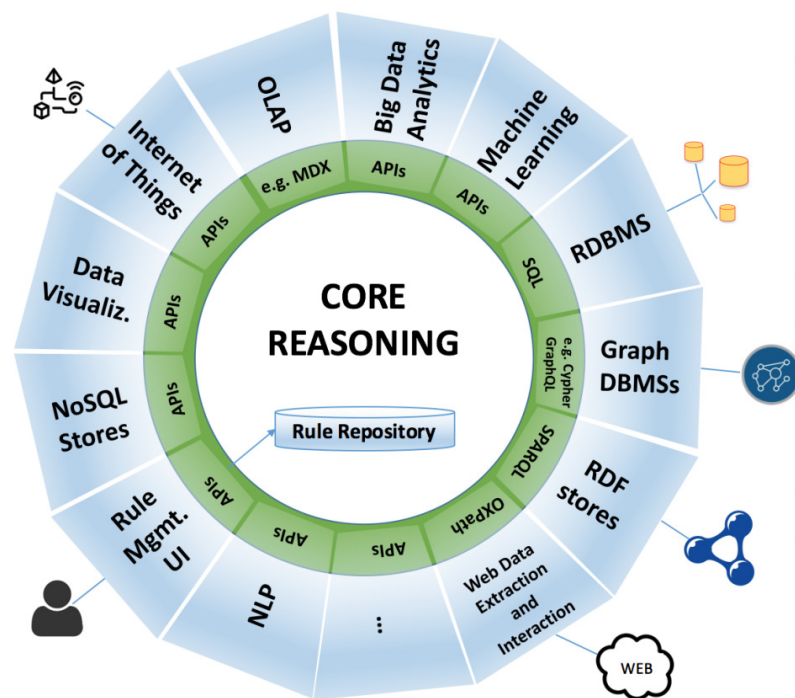 CORE
REASONING
Rule Repository
OLAP
e.g. MDX
Big Data
Analytics
APIs
Machine
Learning
APIs
RDBMS
SQL
Graph
DBMSs
e.g. Cypher
GraphQL
RDF
stores
SPARQL
Web Data
Extraction
and
Interaction
OXPath
WEB
...
APIs
NLP
APIs
Rule
Mgmt.
UI
APIs
NoSQL
Stores
APIs
Data
Visualiz.
APIs
Internet
of Things
APIs